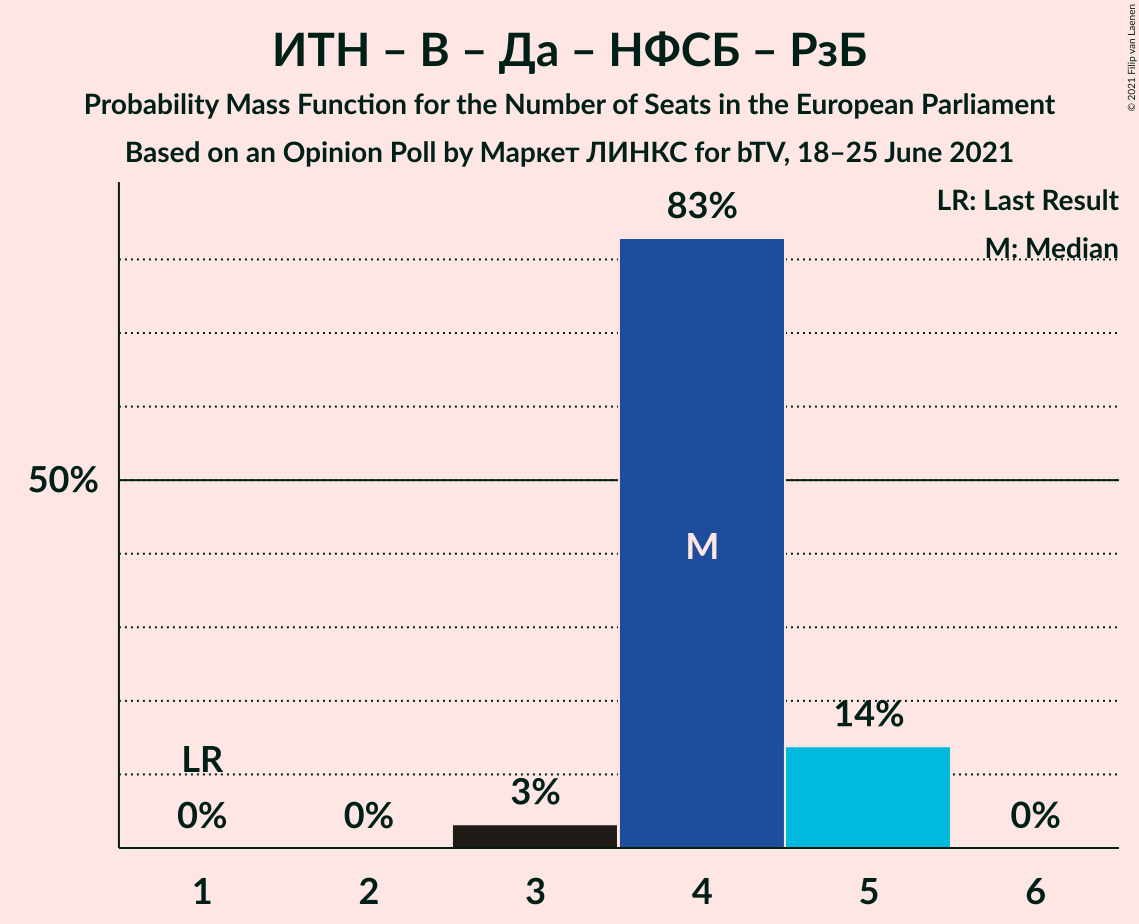 ИТН – В – Да – НФСБ – РзБ
Probability Mass Function for the Number of Seats in the European Parliament
Based on an Opinion Poll by Маркет ЛИНКС for bTV, 18–25 June 2021
© 2021 Filip van Laenen
LR: Last Result
M: Median
83%
50%
M
14%
LR
3%
0%
0%
0%
1
2
3
4
5
6